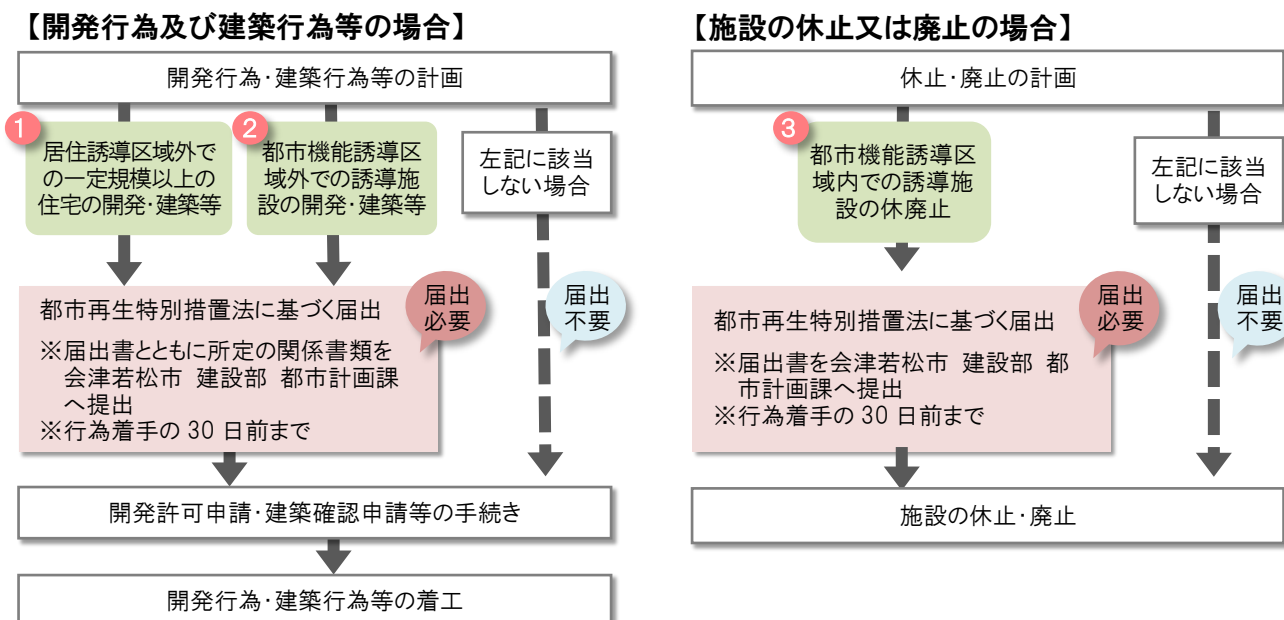 【開発行為及び建築行為等の場合】
開発行為・建築行為等の計画
1
居住誘導区域外で
の一定規模以上の
住宅の開発・建築等
2
都市機能誘導区
域外での誘導施
設の開発・建築等
左記に該当
しない場合
都市再生特別措置法に基づく届出
※届出書とともに所定の関係書類を
会津若松市 建設部 都市計画課
へ提出
※行為着手の 30 日前まで
届出
必要
届出
不要
開発許可申請・建築確認申請等の手続き
開発行為・建築行為等の着工
【施設の休止又は廃止の場合】
休止・廃止の計画
3
都市機能誘導区
域内での誘導施
設の休廃止
左記に該当
しない場合
都市再生特別措置法に基づく届出
※届出書を会津若松市 建設部 都
市計画課へ提出
※行為着手の 30 日前まで
届出
必要
届出
不要
施設の休止・廃止